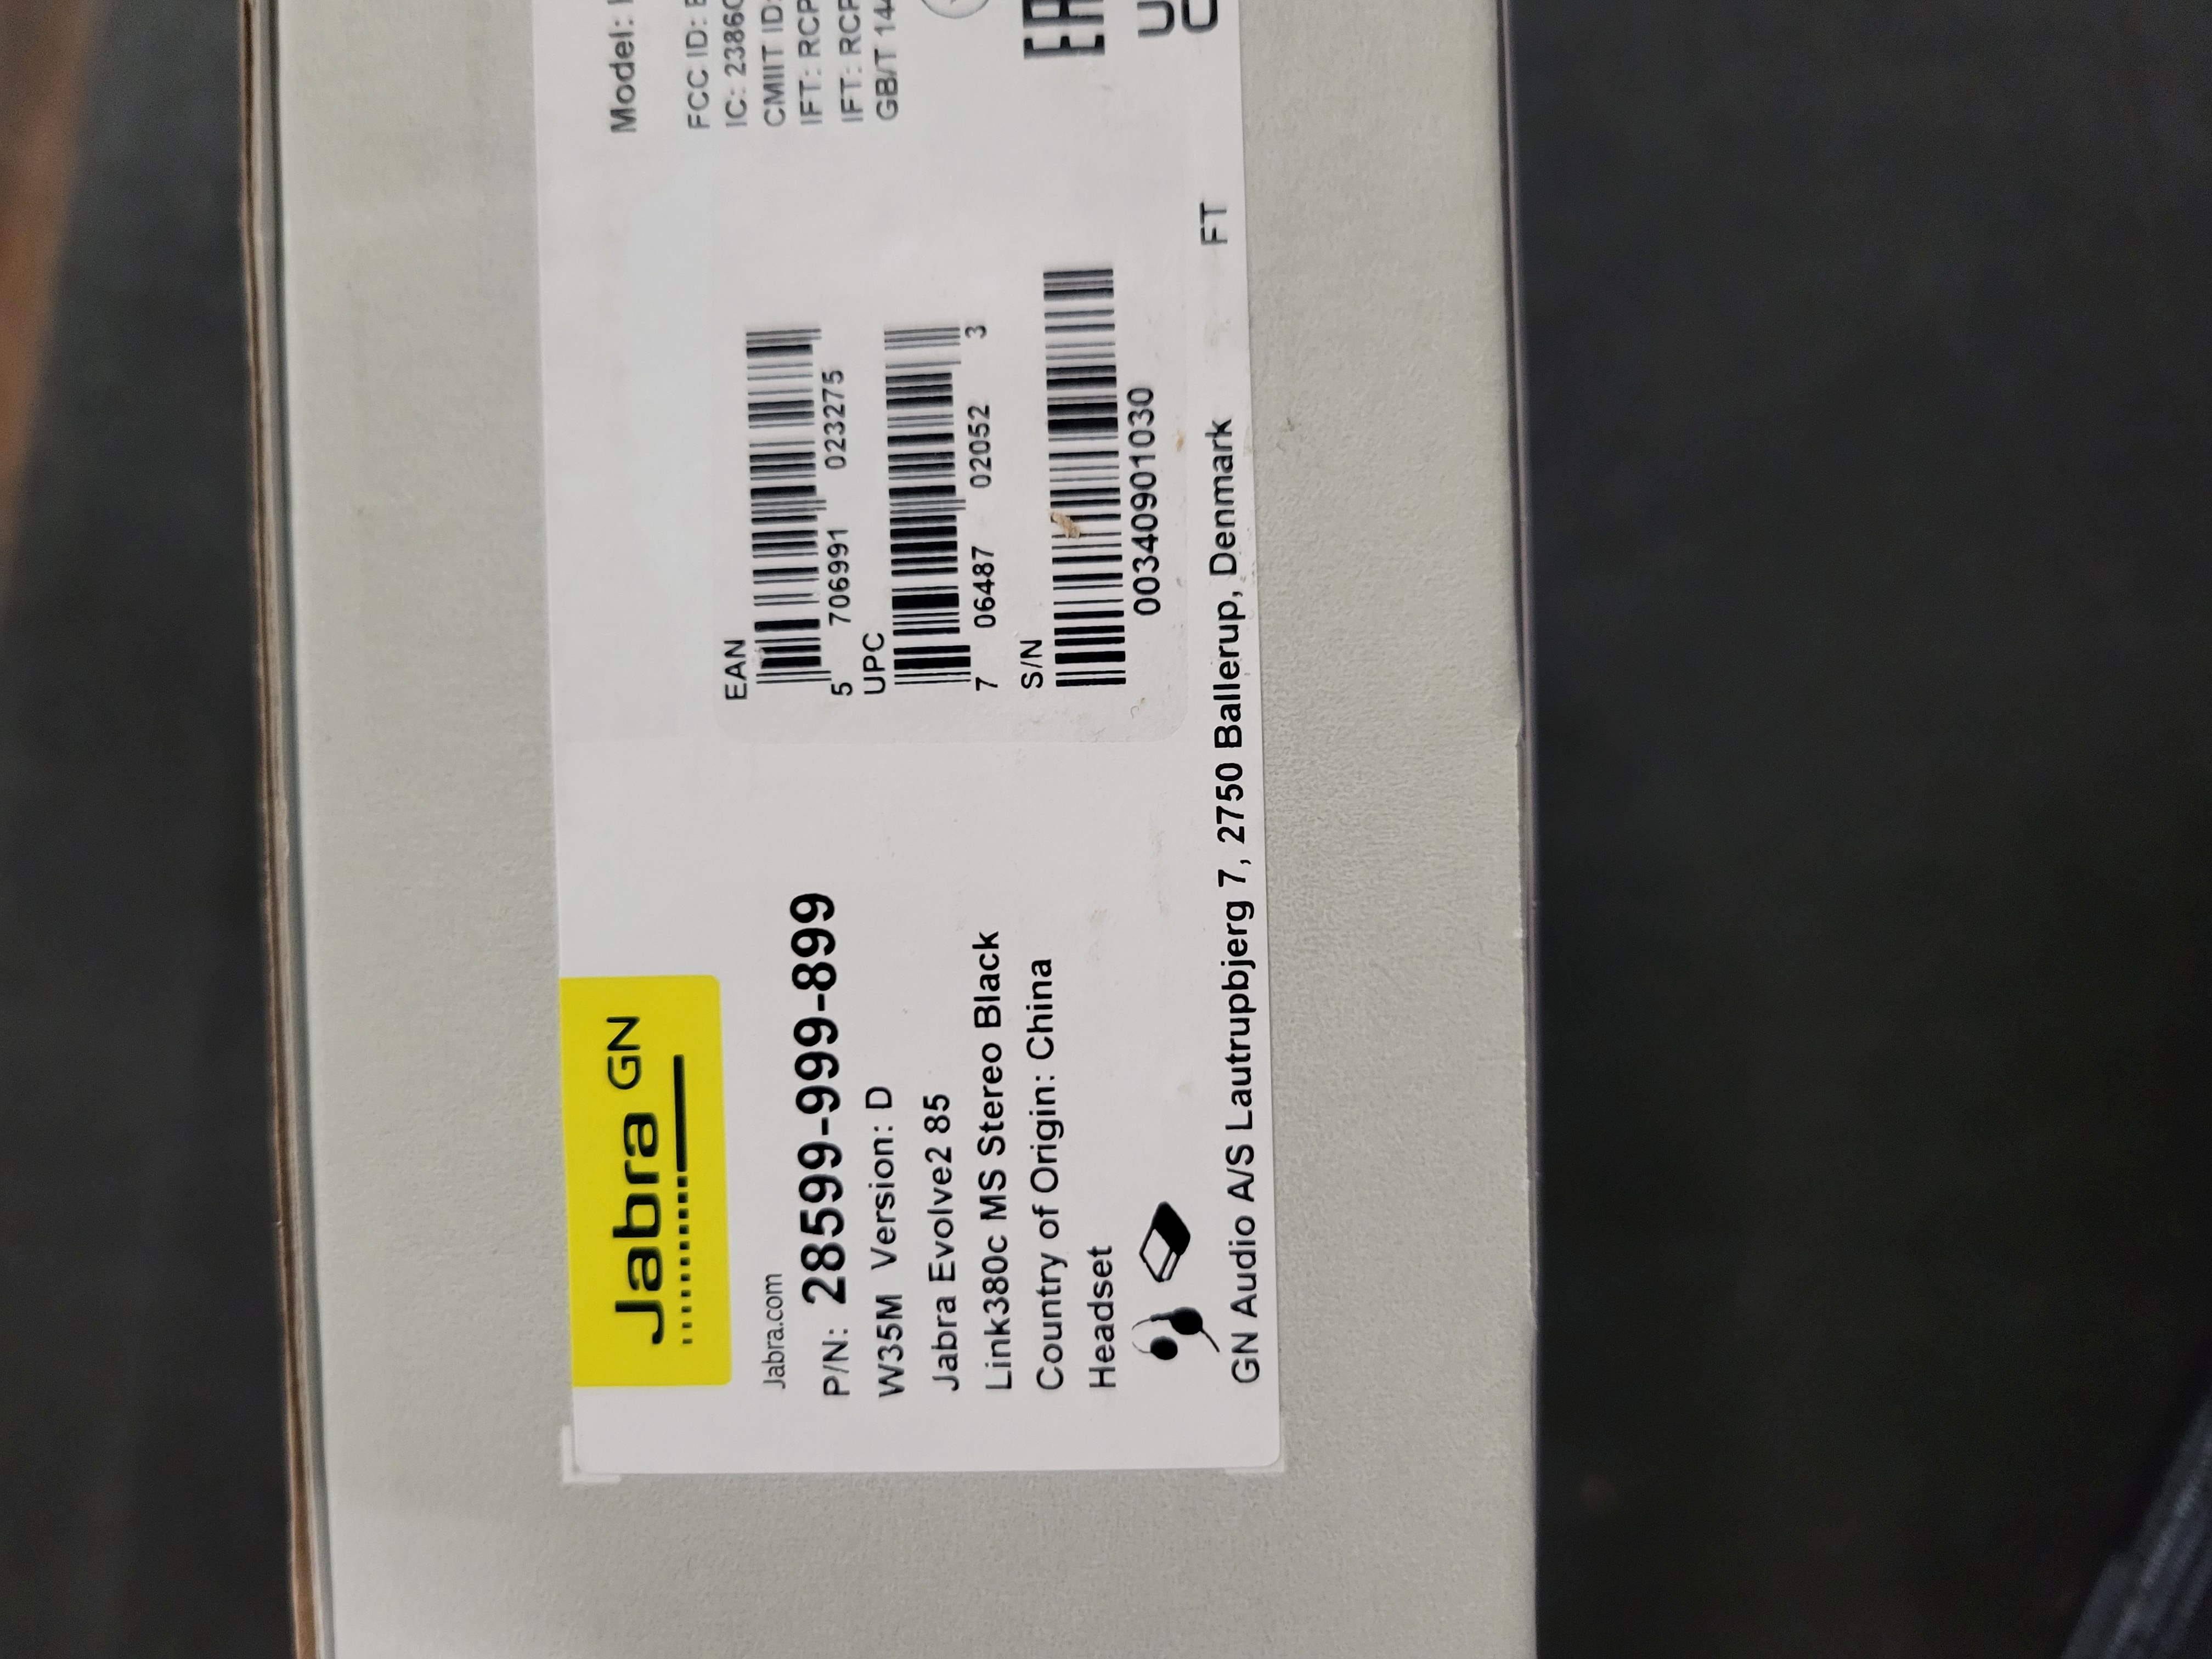 Jabra GN
Jabra.com
P/N: 28599-999-899
W35M Version: D
Jabra Evolve2 85
Link380c MS Stereo Black
Country of Origin: China
Headset
GN Audio A/S Lautrupbjerg 7, 2750 Ballerup, Denmark
FT
EAN
5 706991 023275
UPC
7 06487 02052 3
S/N
00340901030
Model:
FCC ID:
IC: 2386
CMIIT ID:
IFT: RCP
IFT: RCP
GB/T 14